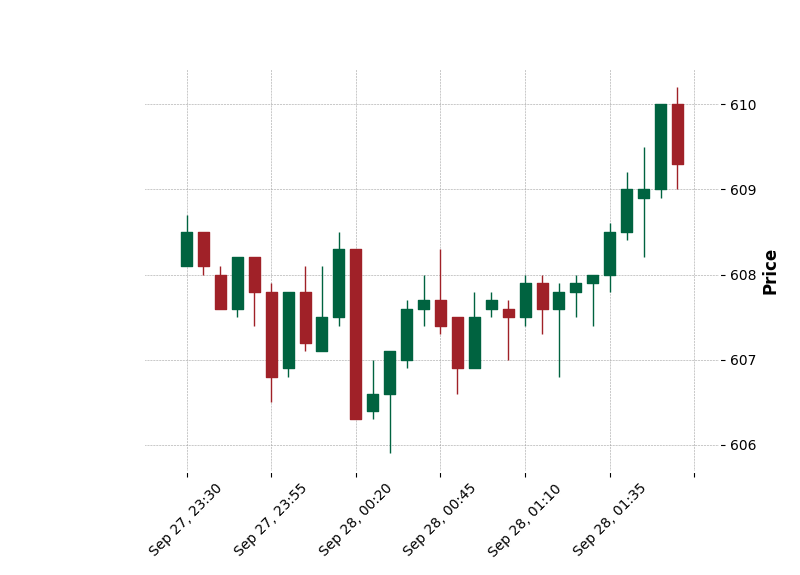 610
609
608
607
606
Price
Sep 27, 23:30
Sep 27, 23:55
Sep 28, 00:20
Sep 28, 00:45
Sep 28, 01:10
Sep 28, 01:35